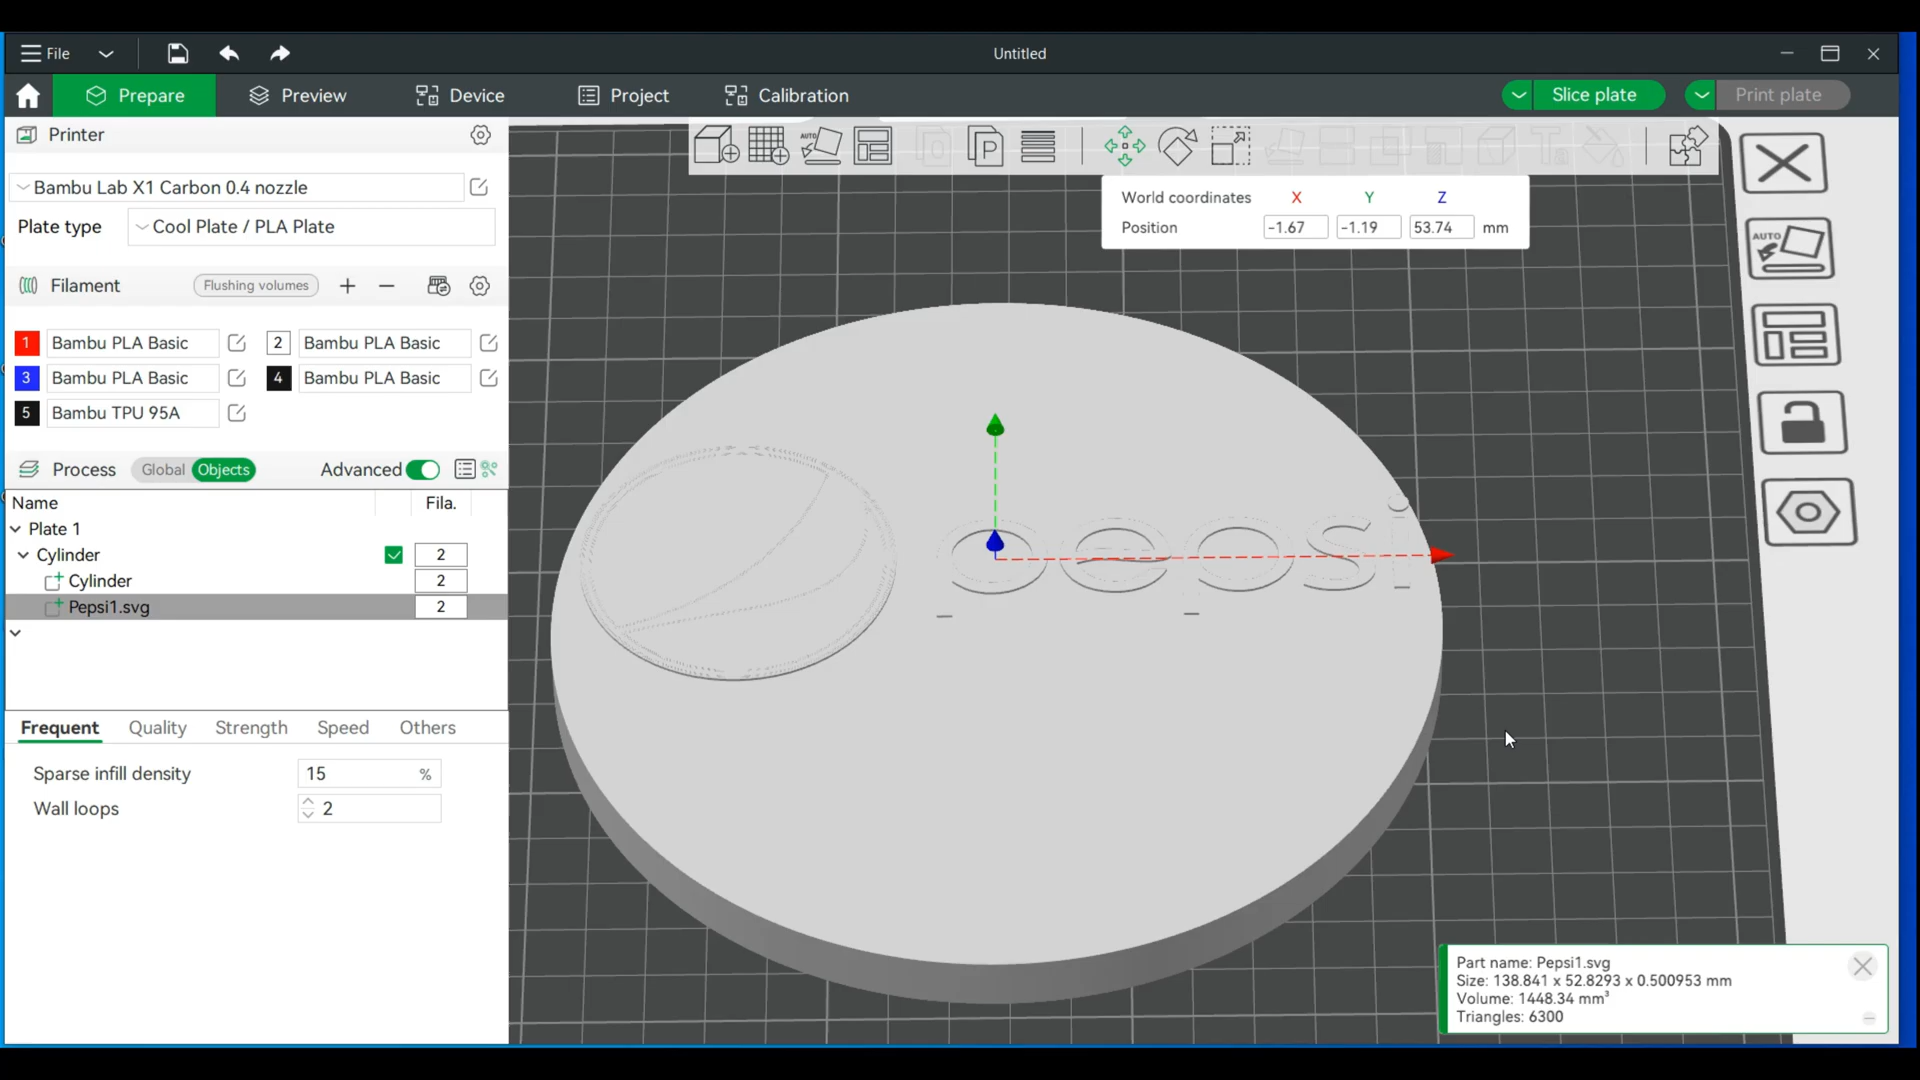 File
Untitled
Prepare
Preview
Device
Project
Calibration
Slice plate
Print plate
Printer
Bambu Lab X1 Carbon 0.4 nozzle
Plate type
Cool Plate / PLA Plate
AUTO
P
World coordinates X Y Z
Position -1.67 -1.19 53.74 mm
AUTO
Filament
Flushing volumes
1 Bambu PLA Basic
2 Bambu PLA Basic
3 Bambu PLA Basic
4 Bambu PLA Basic
5 Bambu TPU 95A
Process
Global Objects
Advanced
Name Fila.
Plate 1
Cylinder 2
Cylinder 2
Pepsi1.svg 2
pepsi
Frequent Quality Strength Speed Others
Sparse infill density 15 %
Wall loops 2
Part name: Pepsi1.svg
Size: 138.841 x 52.8293 x 0.500953 mm
Volume: 1448.34 mm³
Triangles: 6300